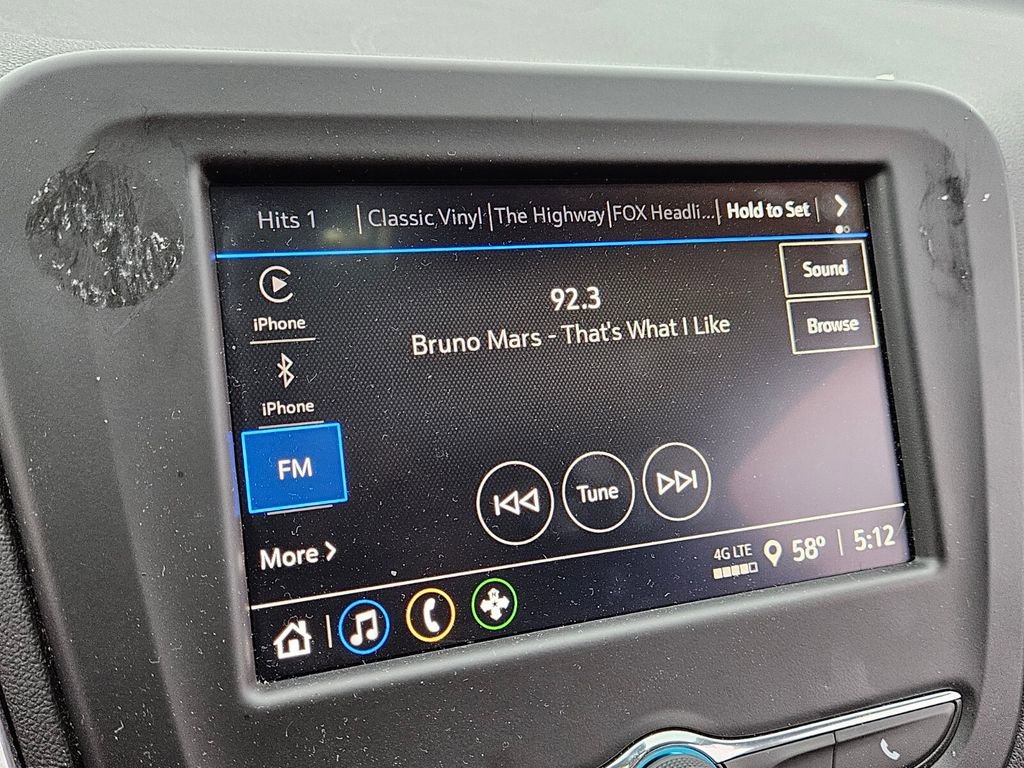 Hits 1 | Classic Vinyl | The Highway | FOX Headli... | Hold to Set
Sound
iPhone
92.3
Bruno Mars - That's What I Like
Browse
iPhone
FM
Tune
More
4G LTE 58° 5:12